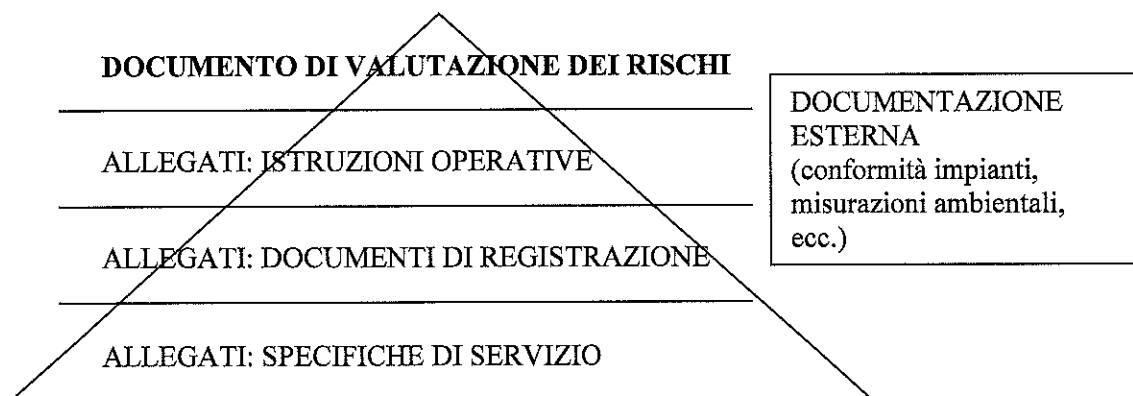 DOCUMENTO DI VALUTAZIONE DEI RISCHI
ALLEGATI: ISTRUZIONI OPERATIVE
ALLEGATI: DOCUMENTI DI REGISTRAZIONE
ALLEGATI: SPECIFICHE DI SERVIZIO
DOCUMENTAZIONE
ESTERNA
(conformità impianti,
misurazioni ambientali,
ecc.)